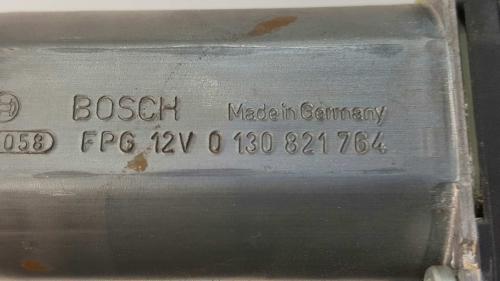 BOSCH Made in Germany
058 FPG 12V 0 130 821 764